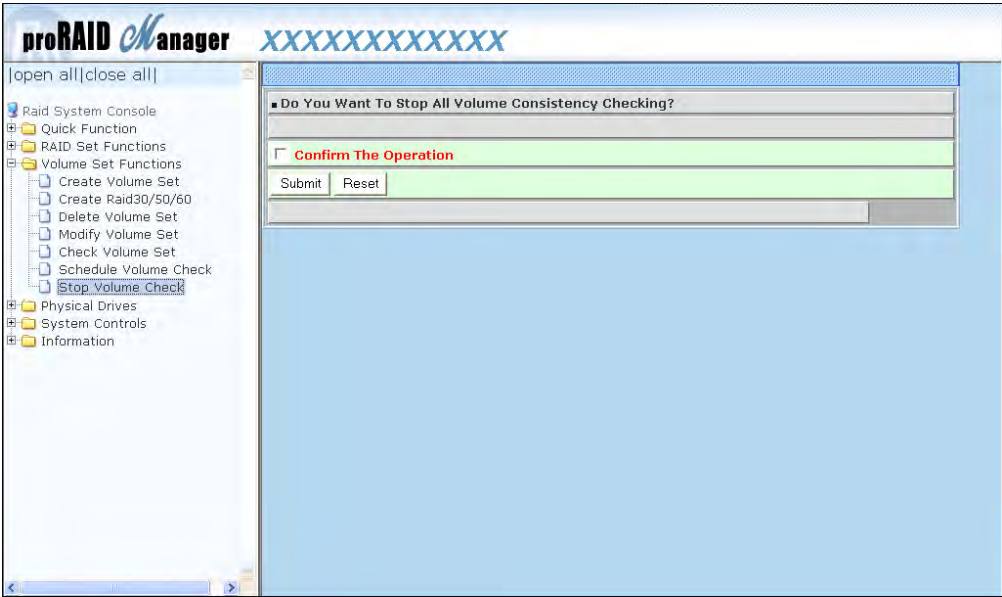 proRAID Manager XXXXXXXXXXXXX
|open all|close all|
Raid System Console
Quick Function
RAID Set Functions
Volume Set Functions
Create Volume Set
Create Raid30/50/60
Delete Volume Set
Modify Volume Set
Check Volume Set
Schedule Volume Check
Stop Volume Check
Physical Drives
System Controls
Information
Do You Want To Stop All Volume Consistency Checking?
Confirm The Operation
Submit Reset